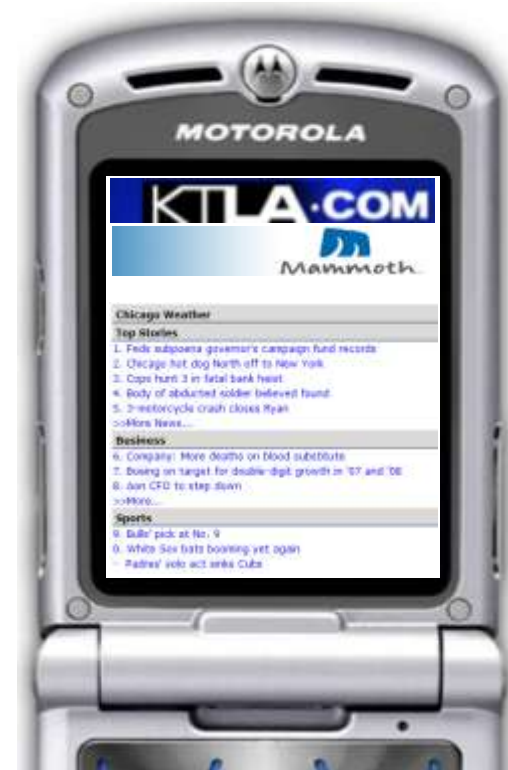 MOTOROLA
KTLA.COM
Mammoth
Chicago Weather
Top Stories
1. Feds subpoena governor's campaign fund records
2. Chicago hot dog North off to New York
3. Cops hunt 3 in fatal bank heist
4. Body of abducted soldier believed found
5. 3-motorcycle crash closes Ryan
>>More News...
Business
6. Company: More deaths on blood substitute
7. Boeing on target for double-digit growth in '07 and '08
8. Aon CFO to step down
>>More...
Sports
9. Bulls' pick at No. 9
0. White Sox bats booming yet again
- Padres' solo act sinks Cubs